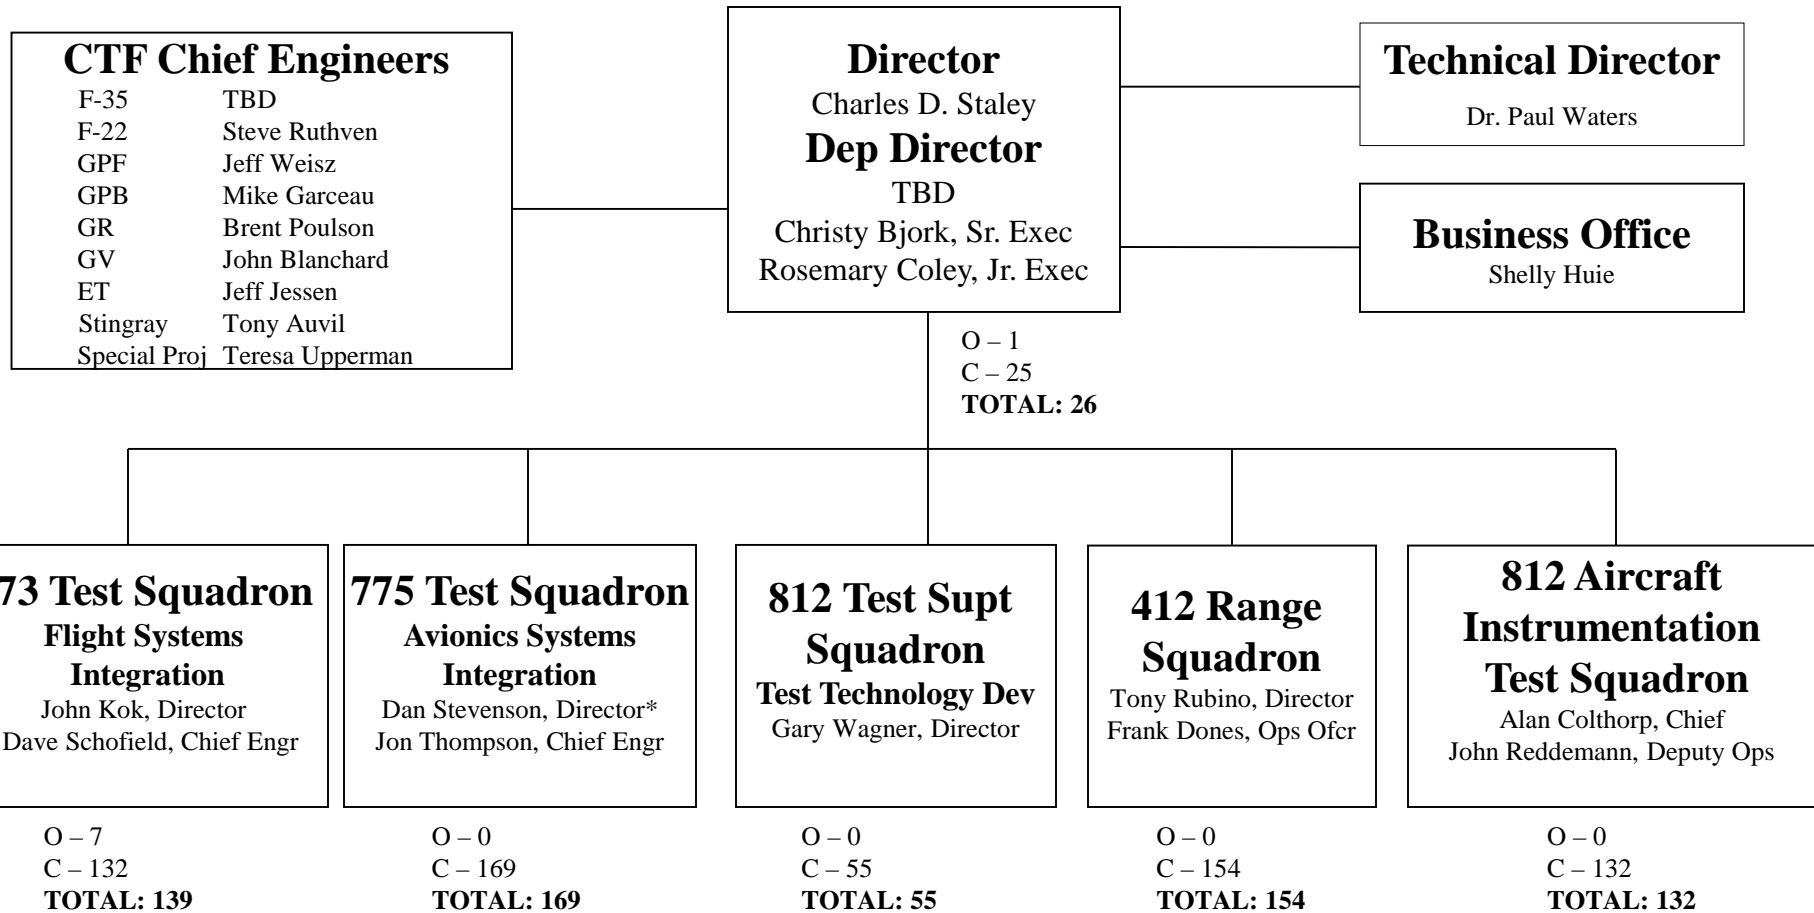 CTF Chief Engineers
F-35 TBD
F-22 Steve Ruthven
GPF Jeff Weisz
GPB Mike Garceau
GR Brent Poulson
GV John Blanchard
ET Jeff Jessen
Stingray Tony Auvil
Special Proj Teresa Upperman
Director
Charles D. Staley
Dep Director
TBD
Christy Bjork, Sr. Exec
Rosemary Coley, Jr. Exec
Technical Director
Dr. Paul Waters
Business Office
Shelly Huie
O – 1
C – 25
TOTAL: 26
73 Test Squadron
Flight Systems
Integration
John Kok, Director
Dave Schofield, Chief Engr
775 Test Squadron
Avionics Systems
Integration
Dan Stevenson, Director*
Jon Thompson, Chief Engr
812 Test Supt
Squadron
Test Technology Dev
Gary Wagner, Director
412 Range
Squadron
Tony Rubino, Director
Frank Dones, Ops Ofcr
812 Aircraft
Instrumentation
Test Squadron
Alan Colthorp, Chief
John Reddemann, Deputy Ops
O – 7
C – 132
TOTAL: 139
O – 0
C – 169
TOTAL: 169
O – 0
C – 55
TOTAL: 55
O – 0
C – 154
TOTAL: 154
O – 0
C – 132
TOTAL: 132